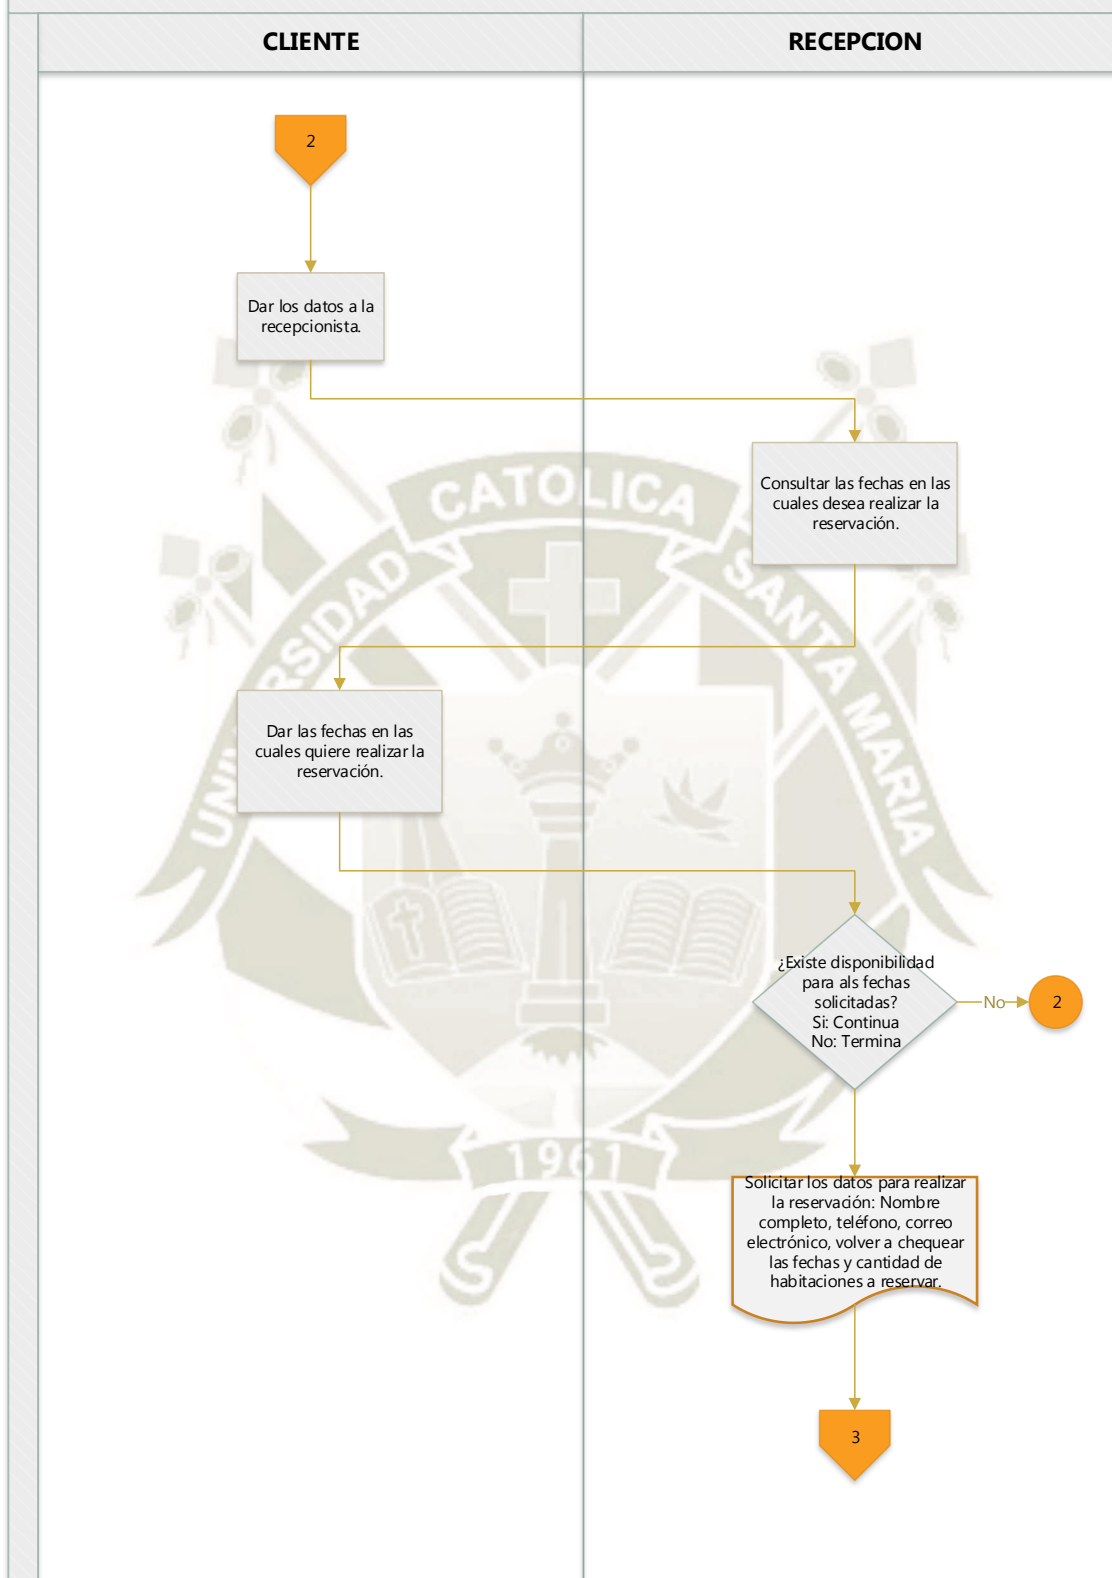 CLIENTE
RECEPCION
2
Dar los datos a la
recepcionista.
Consultar las fechas en las
cuales desea realizar la
reservación.
Dar las fechas en las
cuales quiere realizar la
reservación.
¿Existe disponibilidad
para als fechas
solicitadas?
Si: Continua
No: Termina
No
2
Solicitar los datos para realizar
la reservación: Nombre
completo, teléfono, correo
electrónico, volver a chequear
las fechas y cantidad de
habitaciones a reservar.
3
UNIVERSIDAD CATOLICA SANTA MARIA
1961